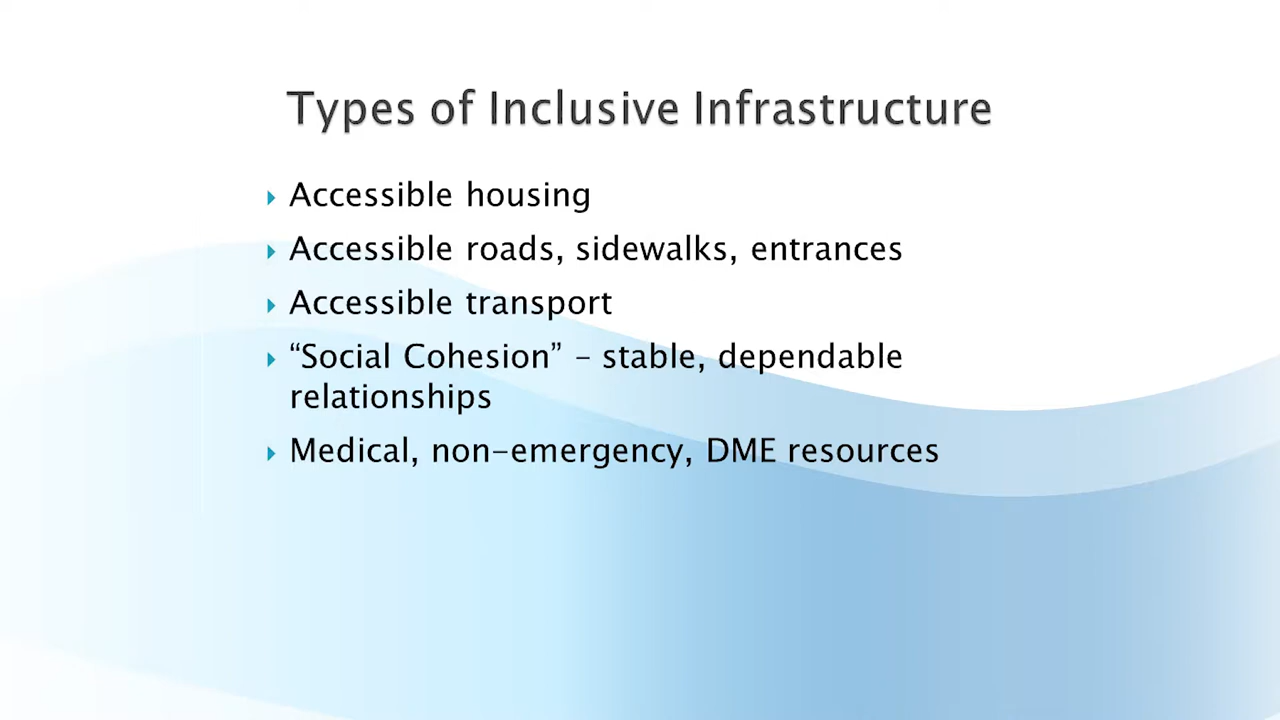 Types of Inclusive Infrastructure
Accessible housing
Accessible roads, sidewalks, entrances
Accessible transport
“Social Cohesion” – stable, dependable
relationships
Medical, non-emergency, DME resources